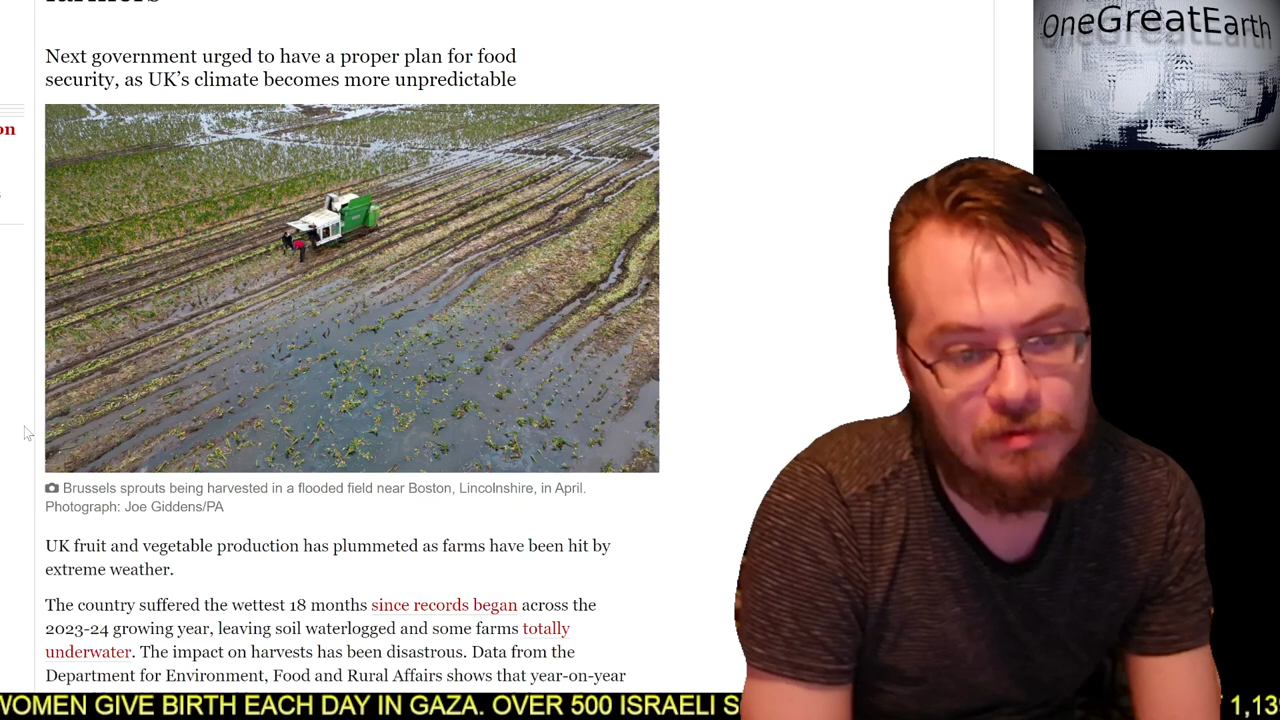 Next government urged to have a proper plan for food
security, as UK’s climate becomes more unpredictable
on
OneGreatEarth
Brussels sprouts being harvested in a flooded field near Boston, Lincolnshire, in April.
Photograph: Joe Giddens/PA
UK fruit and vegetable production has plummeted as farms have been hit by
extreme weather.
The country suffered the wettest 18 months since records began across the
2023-24 growing year, leaving soil waterlogged and some farms totally
underwater. The impact on harvests has been disastrous. Data from the
Department for Environment, Food and Rural Affairs shows that year-on-year
WOMEN GIVE BIRTH EACH DAY IN GAZA. OVER 500 ISRAELI S 1,13